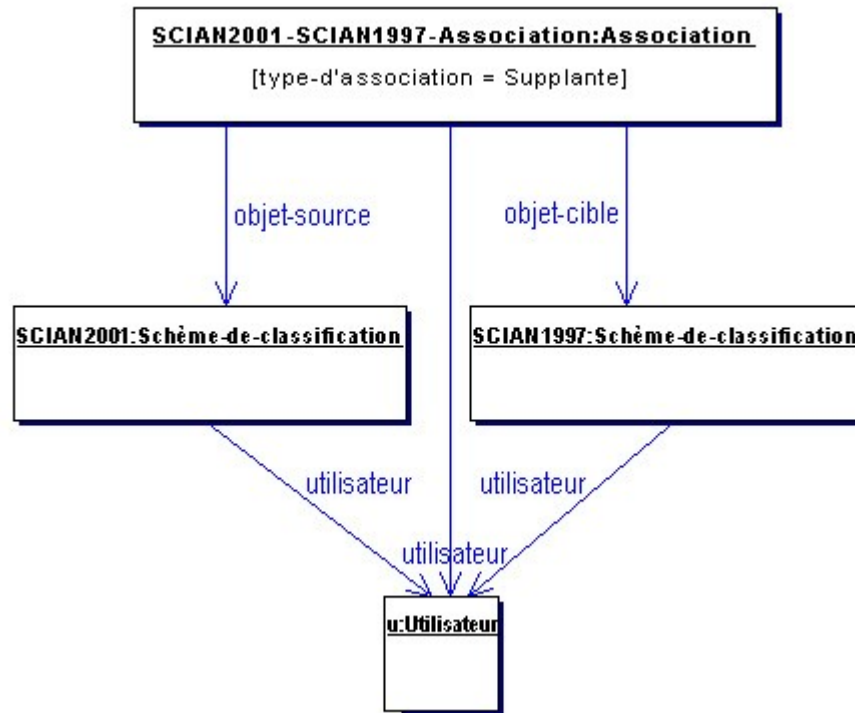 SCIAN2001-SCIAN1997-Association:Association
[type-d'association = Supplante]
objet-source
objet-cible
SCIAN2001:Schème-de-classification
SCIAN1997:Schème-de-classification
utilisateur
utilisateur
utilisateur
u:Utilisateur